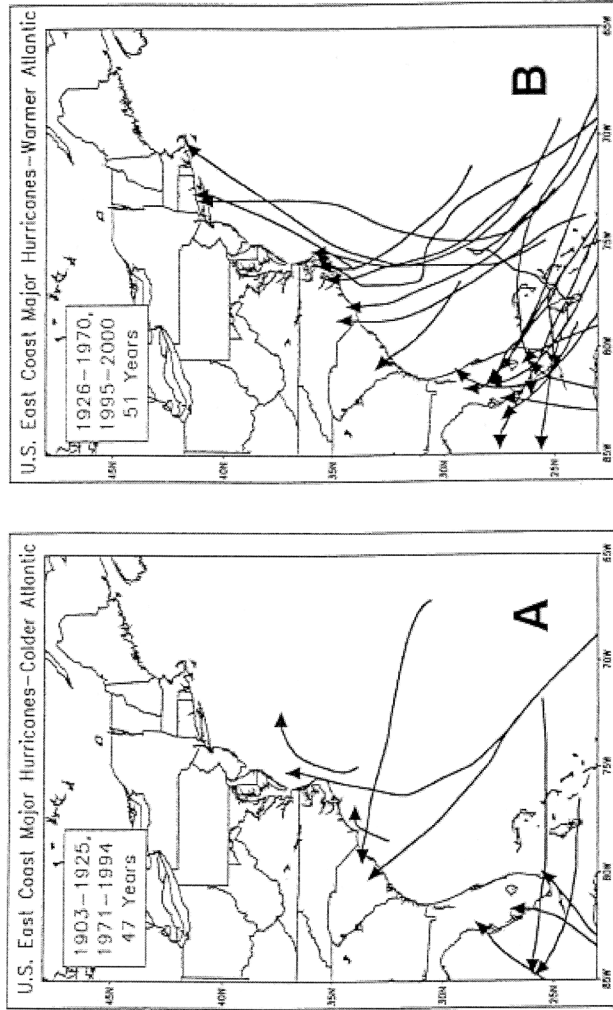 U.S. East Coast Major Hurricanes–Colder Atlantic
1903–1925,
1971–1994
47 Years
45N
40N
35N
30N
25N
85W
80W
75W
70W
65W
A
U.S. East Coast Major Hurricanes–Warmer Atlantic
1926–1970,
1995–2000
51 Years
45N
40N
35N
30N
25N
85W
80W
75W
70W
65W
B